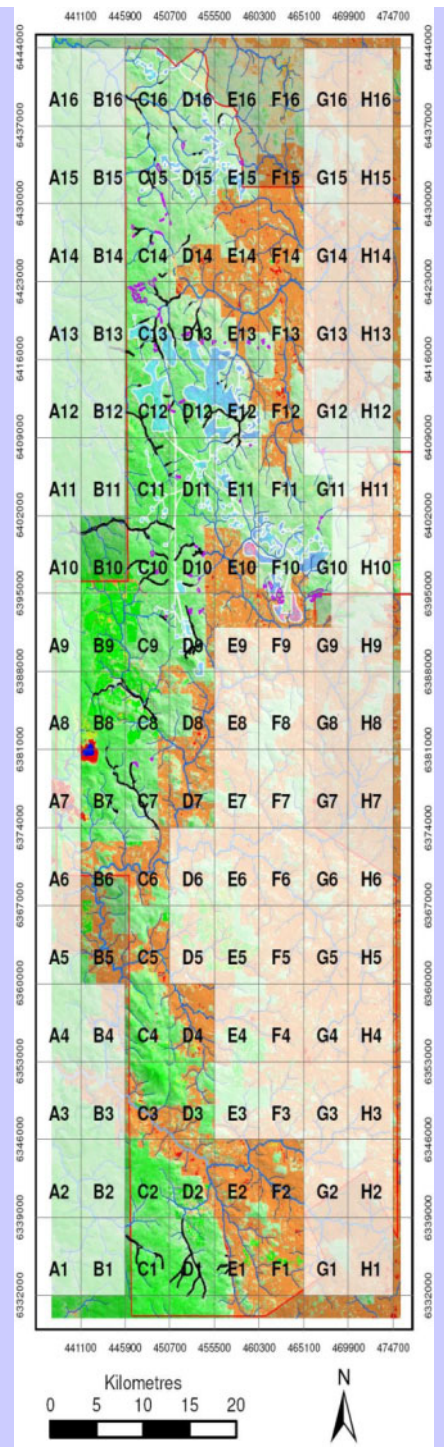 441100 445900 450700 455500 460300 465100 469900 474700
6444000
A16 B16 C16 D16 E16 F16 G16 H16
6437000
A15 B15 C15 D15 E15 F15 G15 H15
6430000
A14 B14 C14 D14 E14 F14 G14 H14
6423000
A13 B13 C13 D13 E13 F13 G13 H13
6416000
A12 B12 C12 D12 E12 F12 G12 H12
6409000
A11 B11 C11 D11 E11 F11 G11 H11
6402000
A10 B10 C10 D10 E10 F10 G10 H10
6395000
A9 B9 C9 D9 E9 F9 G9 H9
6388000
A8 B8 C8 D8 E8 F8 G8 H8
6381000
A7 B7 C7 D7 E7 F7 G7 H7
6374000
A6 B6 C6 D6 E6 F6 G6 H6
6367000
A5 B5 C5 D5 E5 F5 G5 H5
6360000
A4 B4 C4 D4 E4 F4 G4 H4
6353000
A3 B3 C3 D3 E3 F3 G3 H3
6346000
A2 B2 C2 D2 E2 F2 G2 H2
6339000
A1 B1 C1 D1 E1 F1 G1 H1
6332000
441100 445900 450700 455500 460300 465100 469900 474700
Kilometres
0 5 10 15 20
N